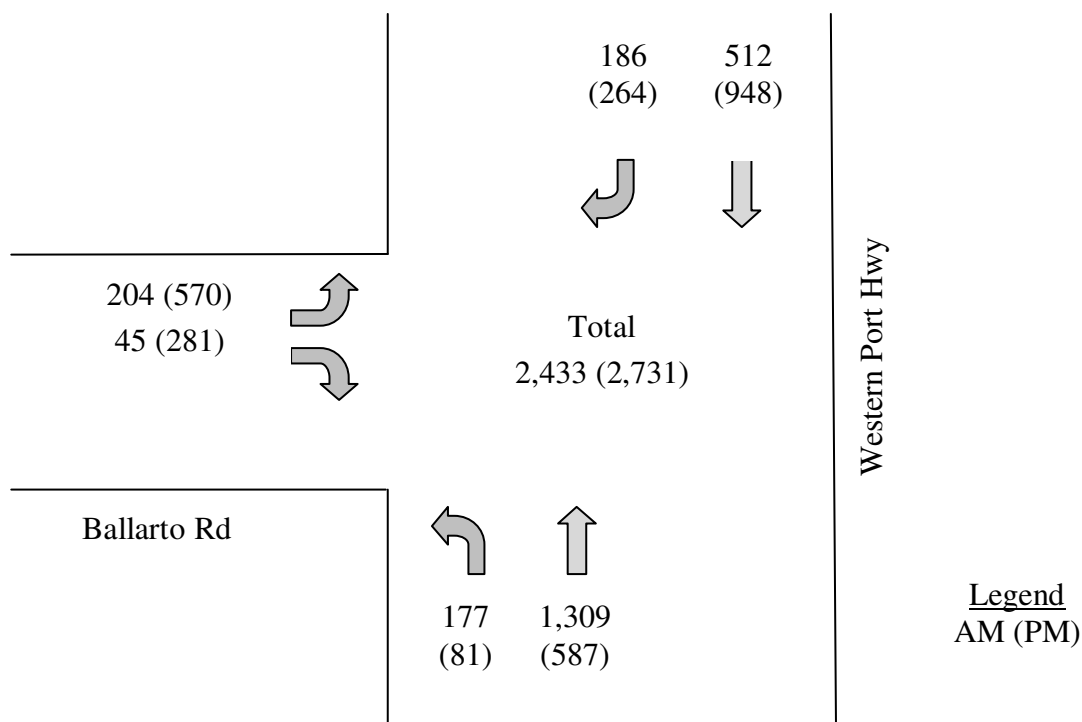 186 512
(264) (948)
204 (570)
45 (281)
Total
2,433 (2,731)
Western Port Hwy
Ballarto Rd
177 1,309
(81) (587)
Legend
AM (PM)